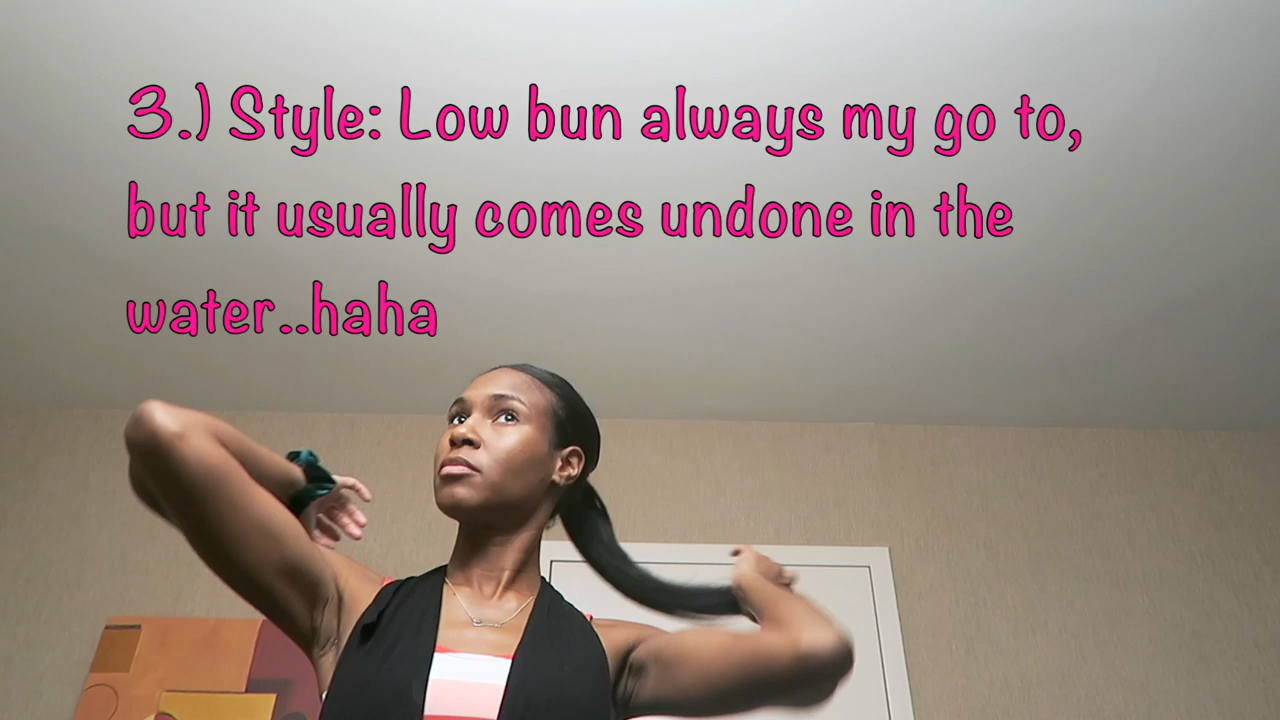 3.) Style: Low bun always my go to,
but it usually comes undone in the
water..haha